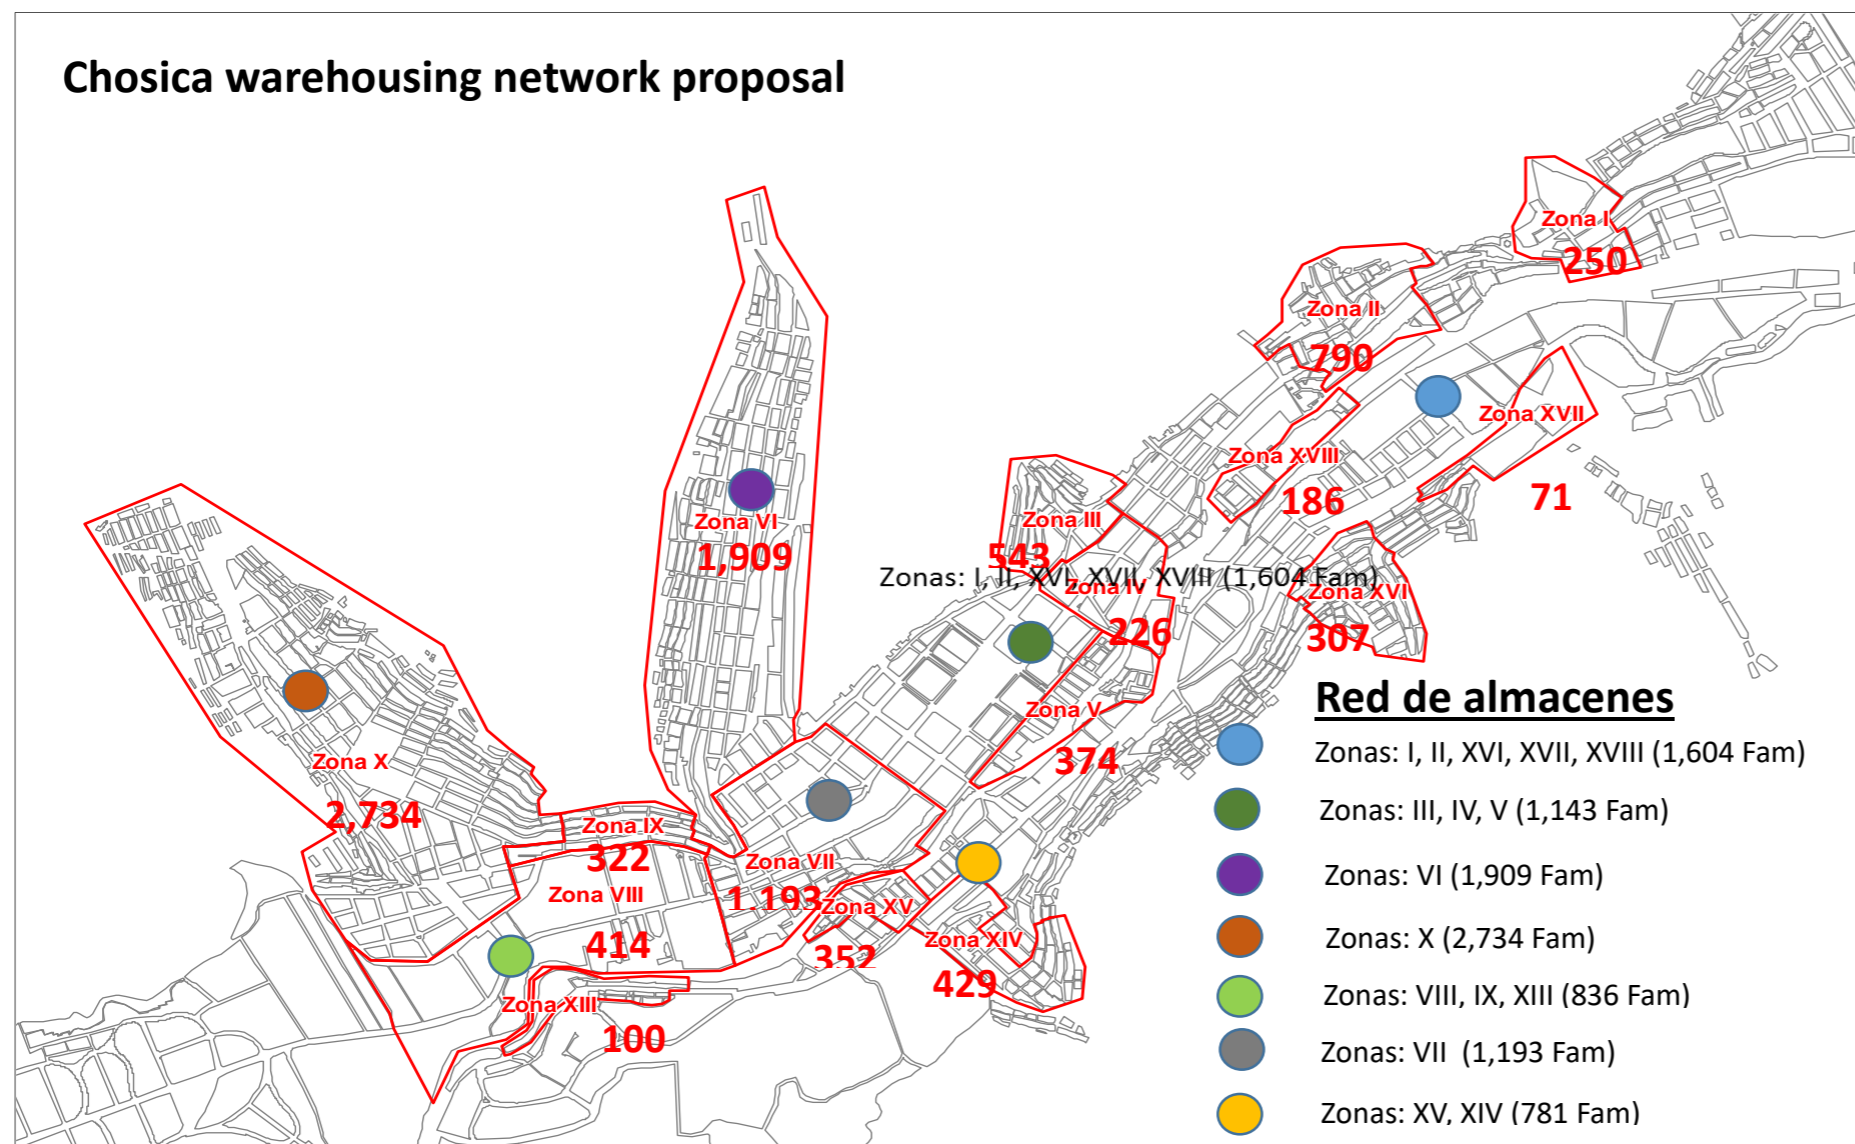 Chosica warehousing network proposal
Zona I
250
Zona II
790
Zona XVII
71
Zona XVIII
186
Zona III
543
Zona VI
1,909
Zonas: I, II, XVI, XVII, XVIII (1,604 Fam)
Zona IV
226
Zona XVI
307
Zona V
374
Zona X
2,734
Zona IX
322
Zona VII
1,193
Zona VIII
414
Zona XV
352
Zona XIV
429
Zona XIII
100
Red de almacenes
Zonas: I, II, XVI, XVII, XVIII (1,604 Fam)
Zonas: III, IV, V (1,143 Fam)
Zonas: VI (1,909 Fam)
Zonas: X (2,734 Fam)
Zonas: VIII, IX, XIII (836 Fam)
Zonas: VII (1,193 Fam)
Zonas: XV, XIV (781 Fam)